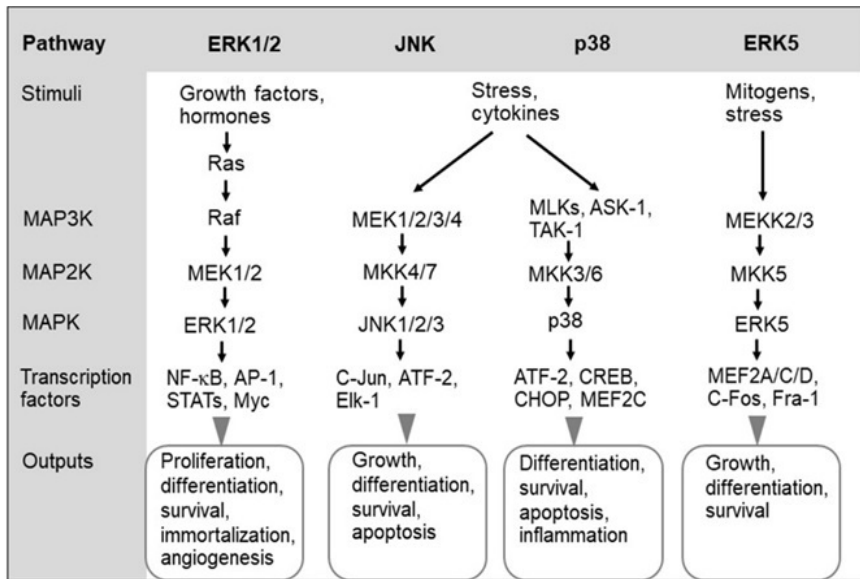 Pathway ERK1/2 JNK p38 ERK5
Stimuli Growth factors, Stress, Mitogens,
hormones cytokines stress
Ras
MAP3K Raf MEK1/2/3/4 MLKs, ASK-1, MEKK2/3
TAK-1
MAP2K MEK1/2 MKK4/7 MKK3/6 MKK5
MAPK ERK1/2 JNK1/2/3 p38 ERK5
Transcription NF-κB, AP-1, C-Jun, ATF-2, ATF-2, CREB, MEF2A/C/D,
factors STATs, Myc Elk-1 CHOP, MEF2C C-Fos, Fra-1
Outputs Proliferation, Growth, Differentiation, Growth,
differentiation, differentiation, survival, differentiation,
survival, survival, apoptosis, survival
immortalization, apoptosis inflammation
angiogenesis